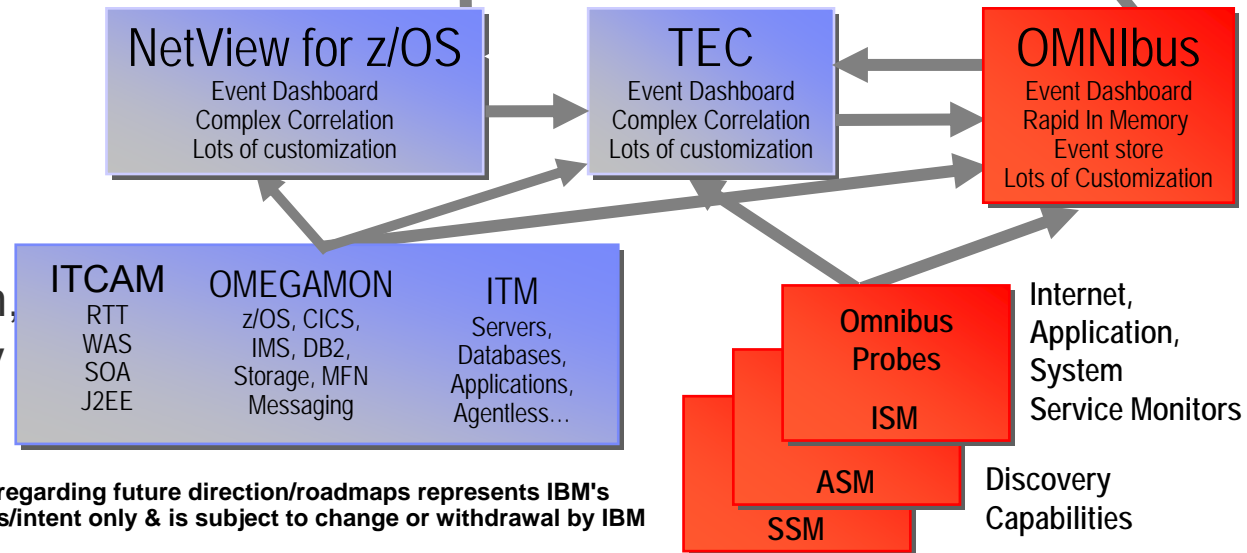 NetView for z/OS
Event Dashboard
Complex Correlation
Lots of customization
TEC
Event Dashboard
Complex Correlation
Lots of customization
OMNIbus
Event Dashboard
Rapid In Memory
Event store
Lots of Customization
ITCAM
RTT
WAS
SOA
J2EE
OMEGAMON
z/OS, CICS,
IMS, DB2,
Storage, MFN
Messaging
ITM
Servers,
Databases,
Applications,
Agentless…
Omnibus
Probes
ISM
ASM
SSM
Internet,
Application,
System
Service Monitors
Discovery
Capabilities
regarding future direction/roadmaps represents IBM's
s/intent only & is subject to change or withdrawal by IBM